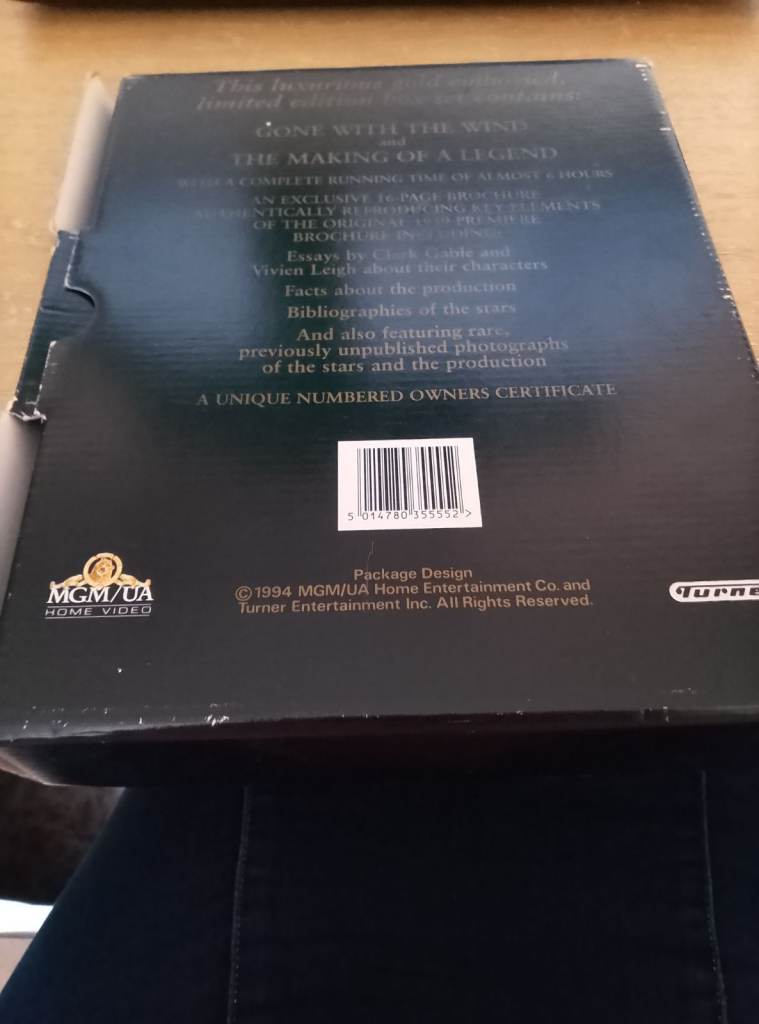 This luxurious gold embossed,
limited edition box set contains:
GONE WITH THE WIND
and
THE MAKING OF A LEGEND
WITH A COMPLETE RUNNING TIME OF ALMOST 6 HOURS
AN EXCLUSIVE 16-PAGE BROCHURE
AUTHENTICALLY REPRODUCING KEY ELEMENTS
OF THE ORIGINAL 1939 PREMIERE
BROCHURE INCLUDING:
Essays by Clark Gable and
Vivien Leigh about their characters
Facts about the production
Bibliographies of the stars
And also featuring rare,
previously unpublished photographs
of the stars and the production
A UNIQUE NUMBERED OWNERS CERTIFICATE
5 014780 355552 >
MGM/UA
HOME VIDEO
Package Design
©1994 MGM/UA Home Entertainment Co. and
Turner Entertainment Inc. All Rights Reserved.
Turne